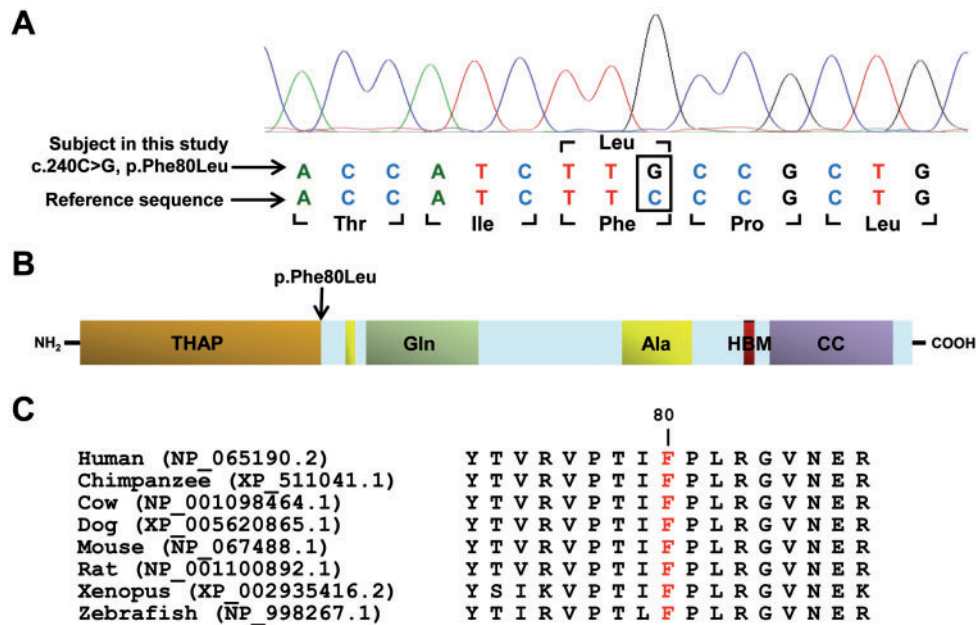 A
Leu
Subject in this study
c.240C>G, p.Phe80Leu
A C C A T C T T G C C G C T G
Reference sequence
A C C A T C T T C C C G C T G
Thr Ile Phe Pro Leu
B
p.Phe80Leu
NH2 THAP Gln Ala HBM CC COOH
C
80
Human (NP_065190.2) Y T V R V P T I F P L R G V N E R
Chimpanzee (XP_511041.1) Y T V R V P T I F P L R G V N E R
Cow (NP_001098464.1) Y T V R V P T I F P L R G V N E R
Dog (XP_005620865.1) Y T V R V P T I F P L R G V N E R
Mouse (NP_067488.1) Y T V R V P T I F P L R G V N E R
Rat (NP_001100892.1) Y T V R V P T I F P L R G V N E R
Xenopus (XP_002935416.2) Y S I K V P T I F P L R G V N E K
Zebrafish (NP_998267.1) Y T I R V P T L F P L R G V N E R